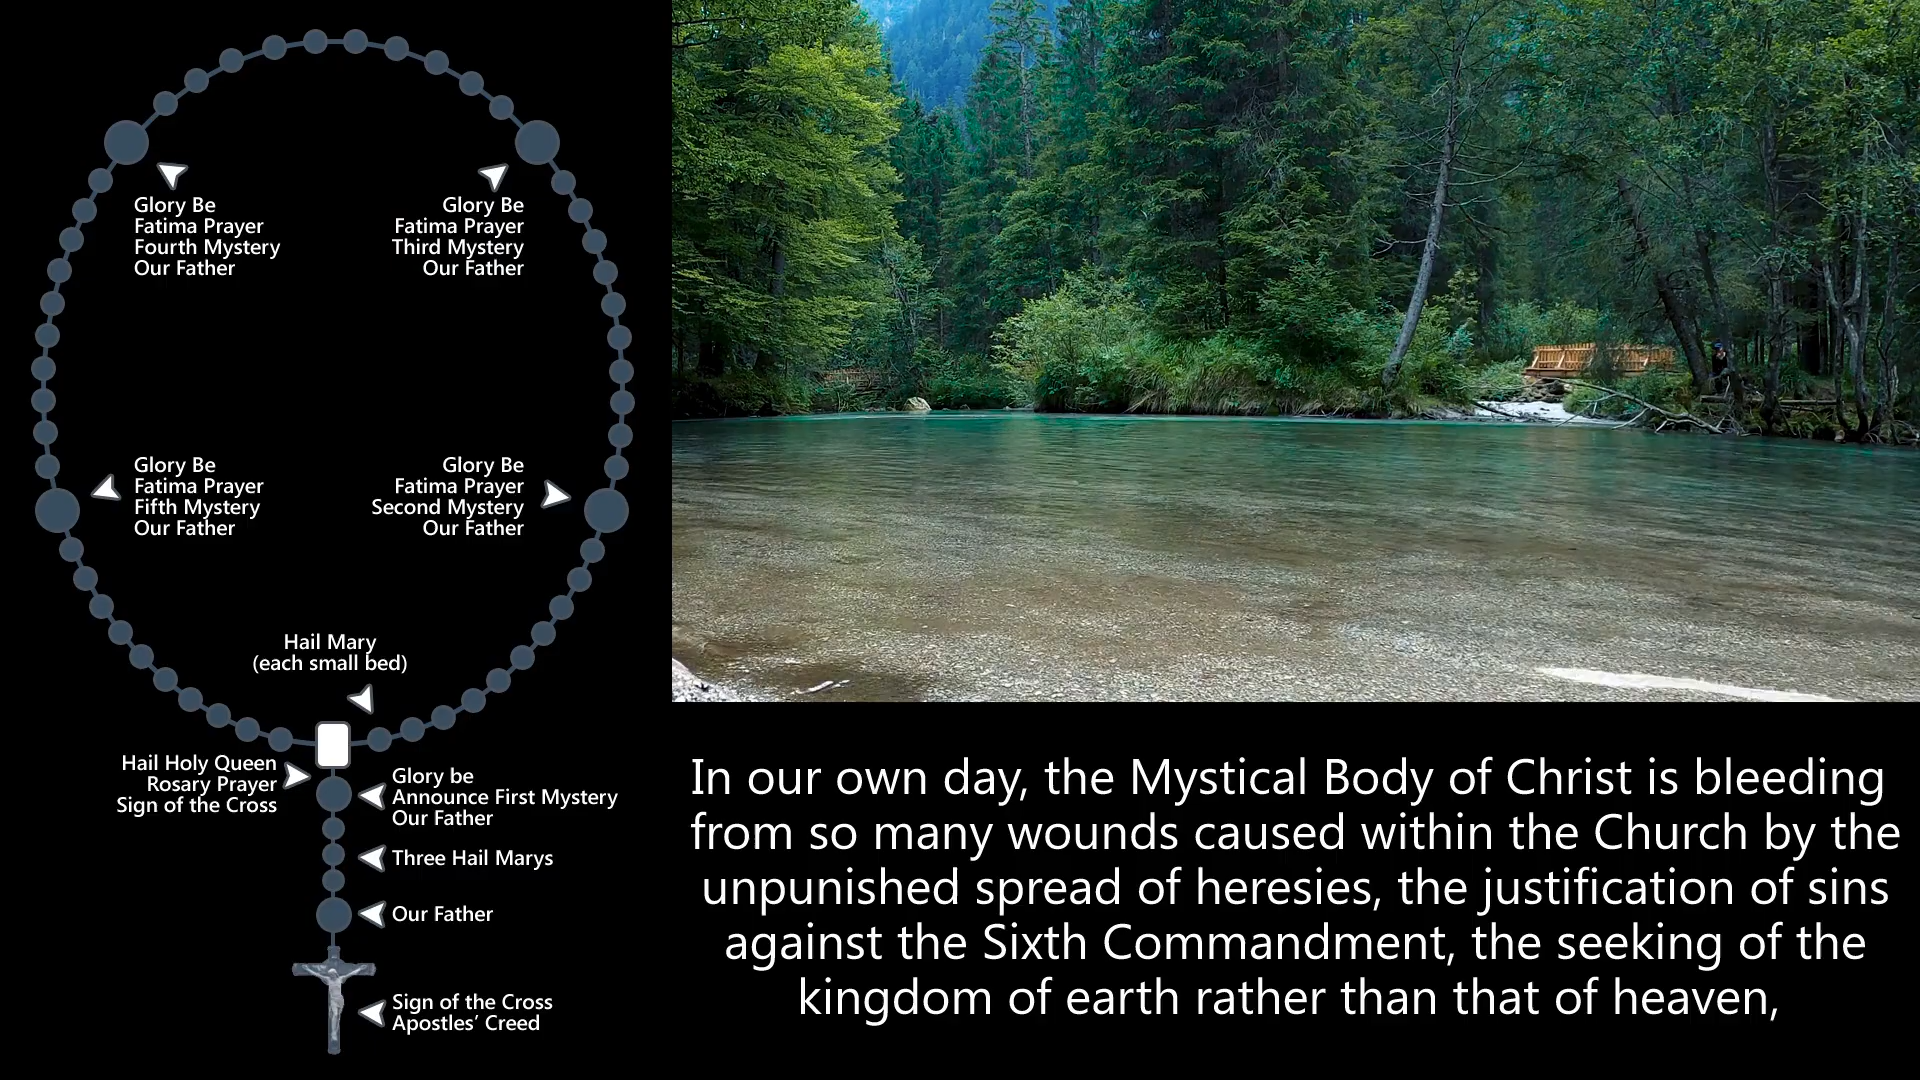 Glory Be
Fatima Prayer
Fourth Mystery
Our Father
Glory Be
Fatima Prayer
Third Mystery
Our Father
Glory Be
Fatima Prayer
Fifth Mystery
Our Father
Glory Be
Fatima Prayer
Second Mystery
Our Father
Hail Mary
(each small bed)
Hail Holy Queen
Rosary Prayer
Sign of the Cross
Glory be
Announce First Mystery
Our Father
Three Hail Marys
Our Father
Sign of the Cross
Apostles’ Creed
In our own day, the Mystical Body of Christ is bleeding
from so many wounds caused within the Church by the
unpunished spread of heresies, the justification of sins
against the Sixth Commandment, the seeking of the
kingdom of earth rather than that of heaven,